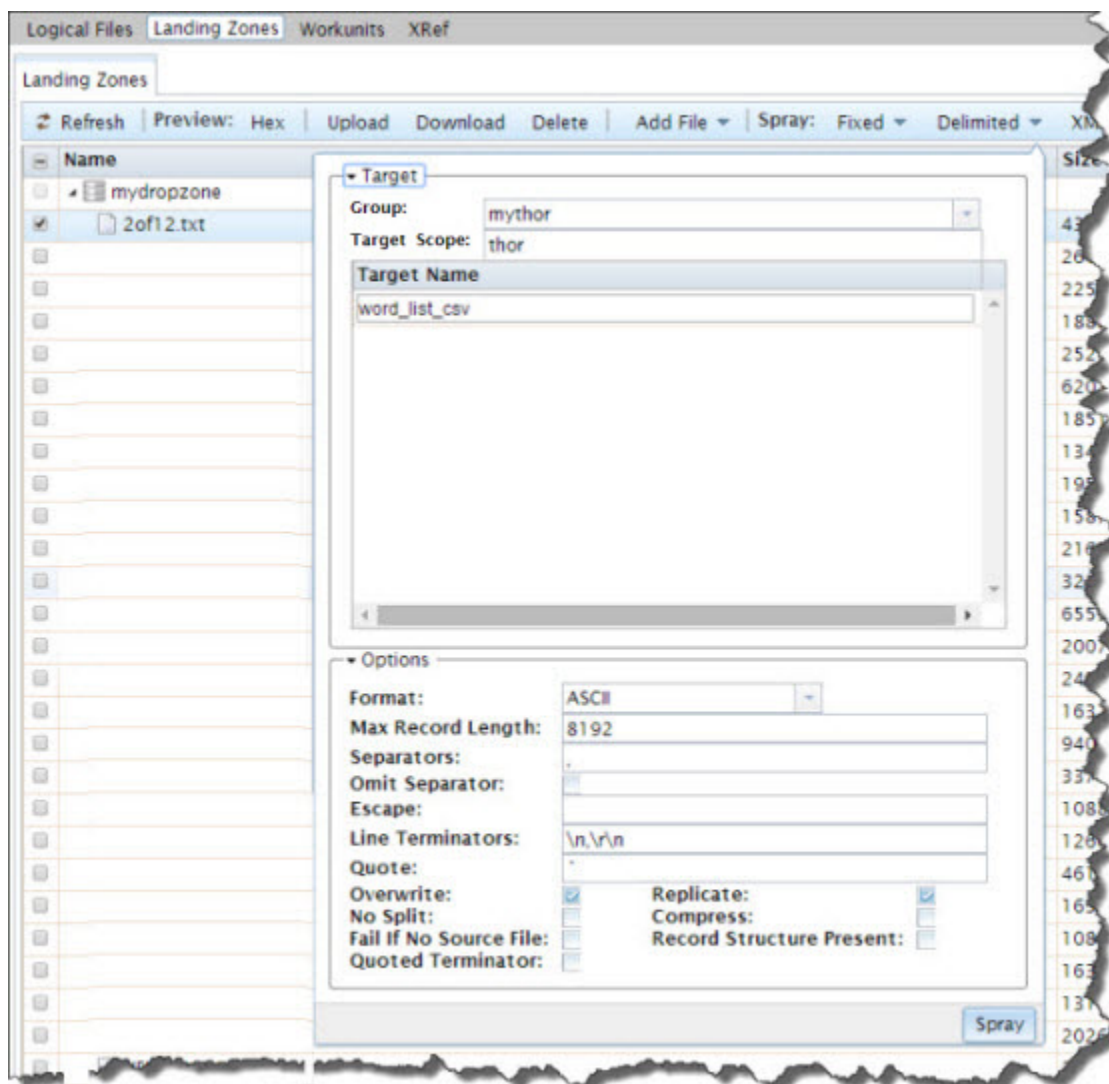 Logical Files Landing Zones Workunits XRef
Landing Zones
Refresh Preview: Hex Upload Download Delete Add File Spray: Fixed Delimited
Name
mydropzone
2of12.txt
Target
Group: mythor
Target Scope: thor
Target Name
word_list_csv
Options
Format: ASCII
Max Record Length: 8192
Separators: ,
Omit Separator:
Escape:
Line Terminators: \n,\r\n
Quote: '
Overwrite: Replicate:
No Split: Compress:
Fail If No Source File: Record Structure Present:
Quoted Terminator:
Spray